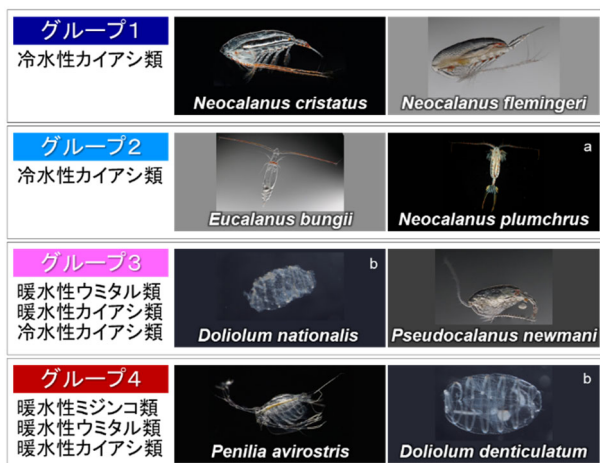 グループ1
冷水性カイアシ類
Neocalanus cristatus
Neocalanus flemingeri
グループ2
冷水性カイアシ類
Eucalanus bungii
a
Neocalanus plumchrus
グループ3
暖水性ウミタル類
暖水性カイアシ類
冷水性カイアシ類
b
Doliolum nationalis
Pseudocalanus newmani
グループ4
暖水性ミジンコ類
暖水性ウミタル類
暖水性カイアシ類
Penilia avirostris
b
Doliolum denticulatum